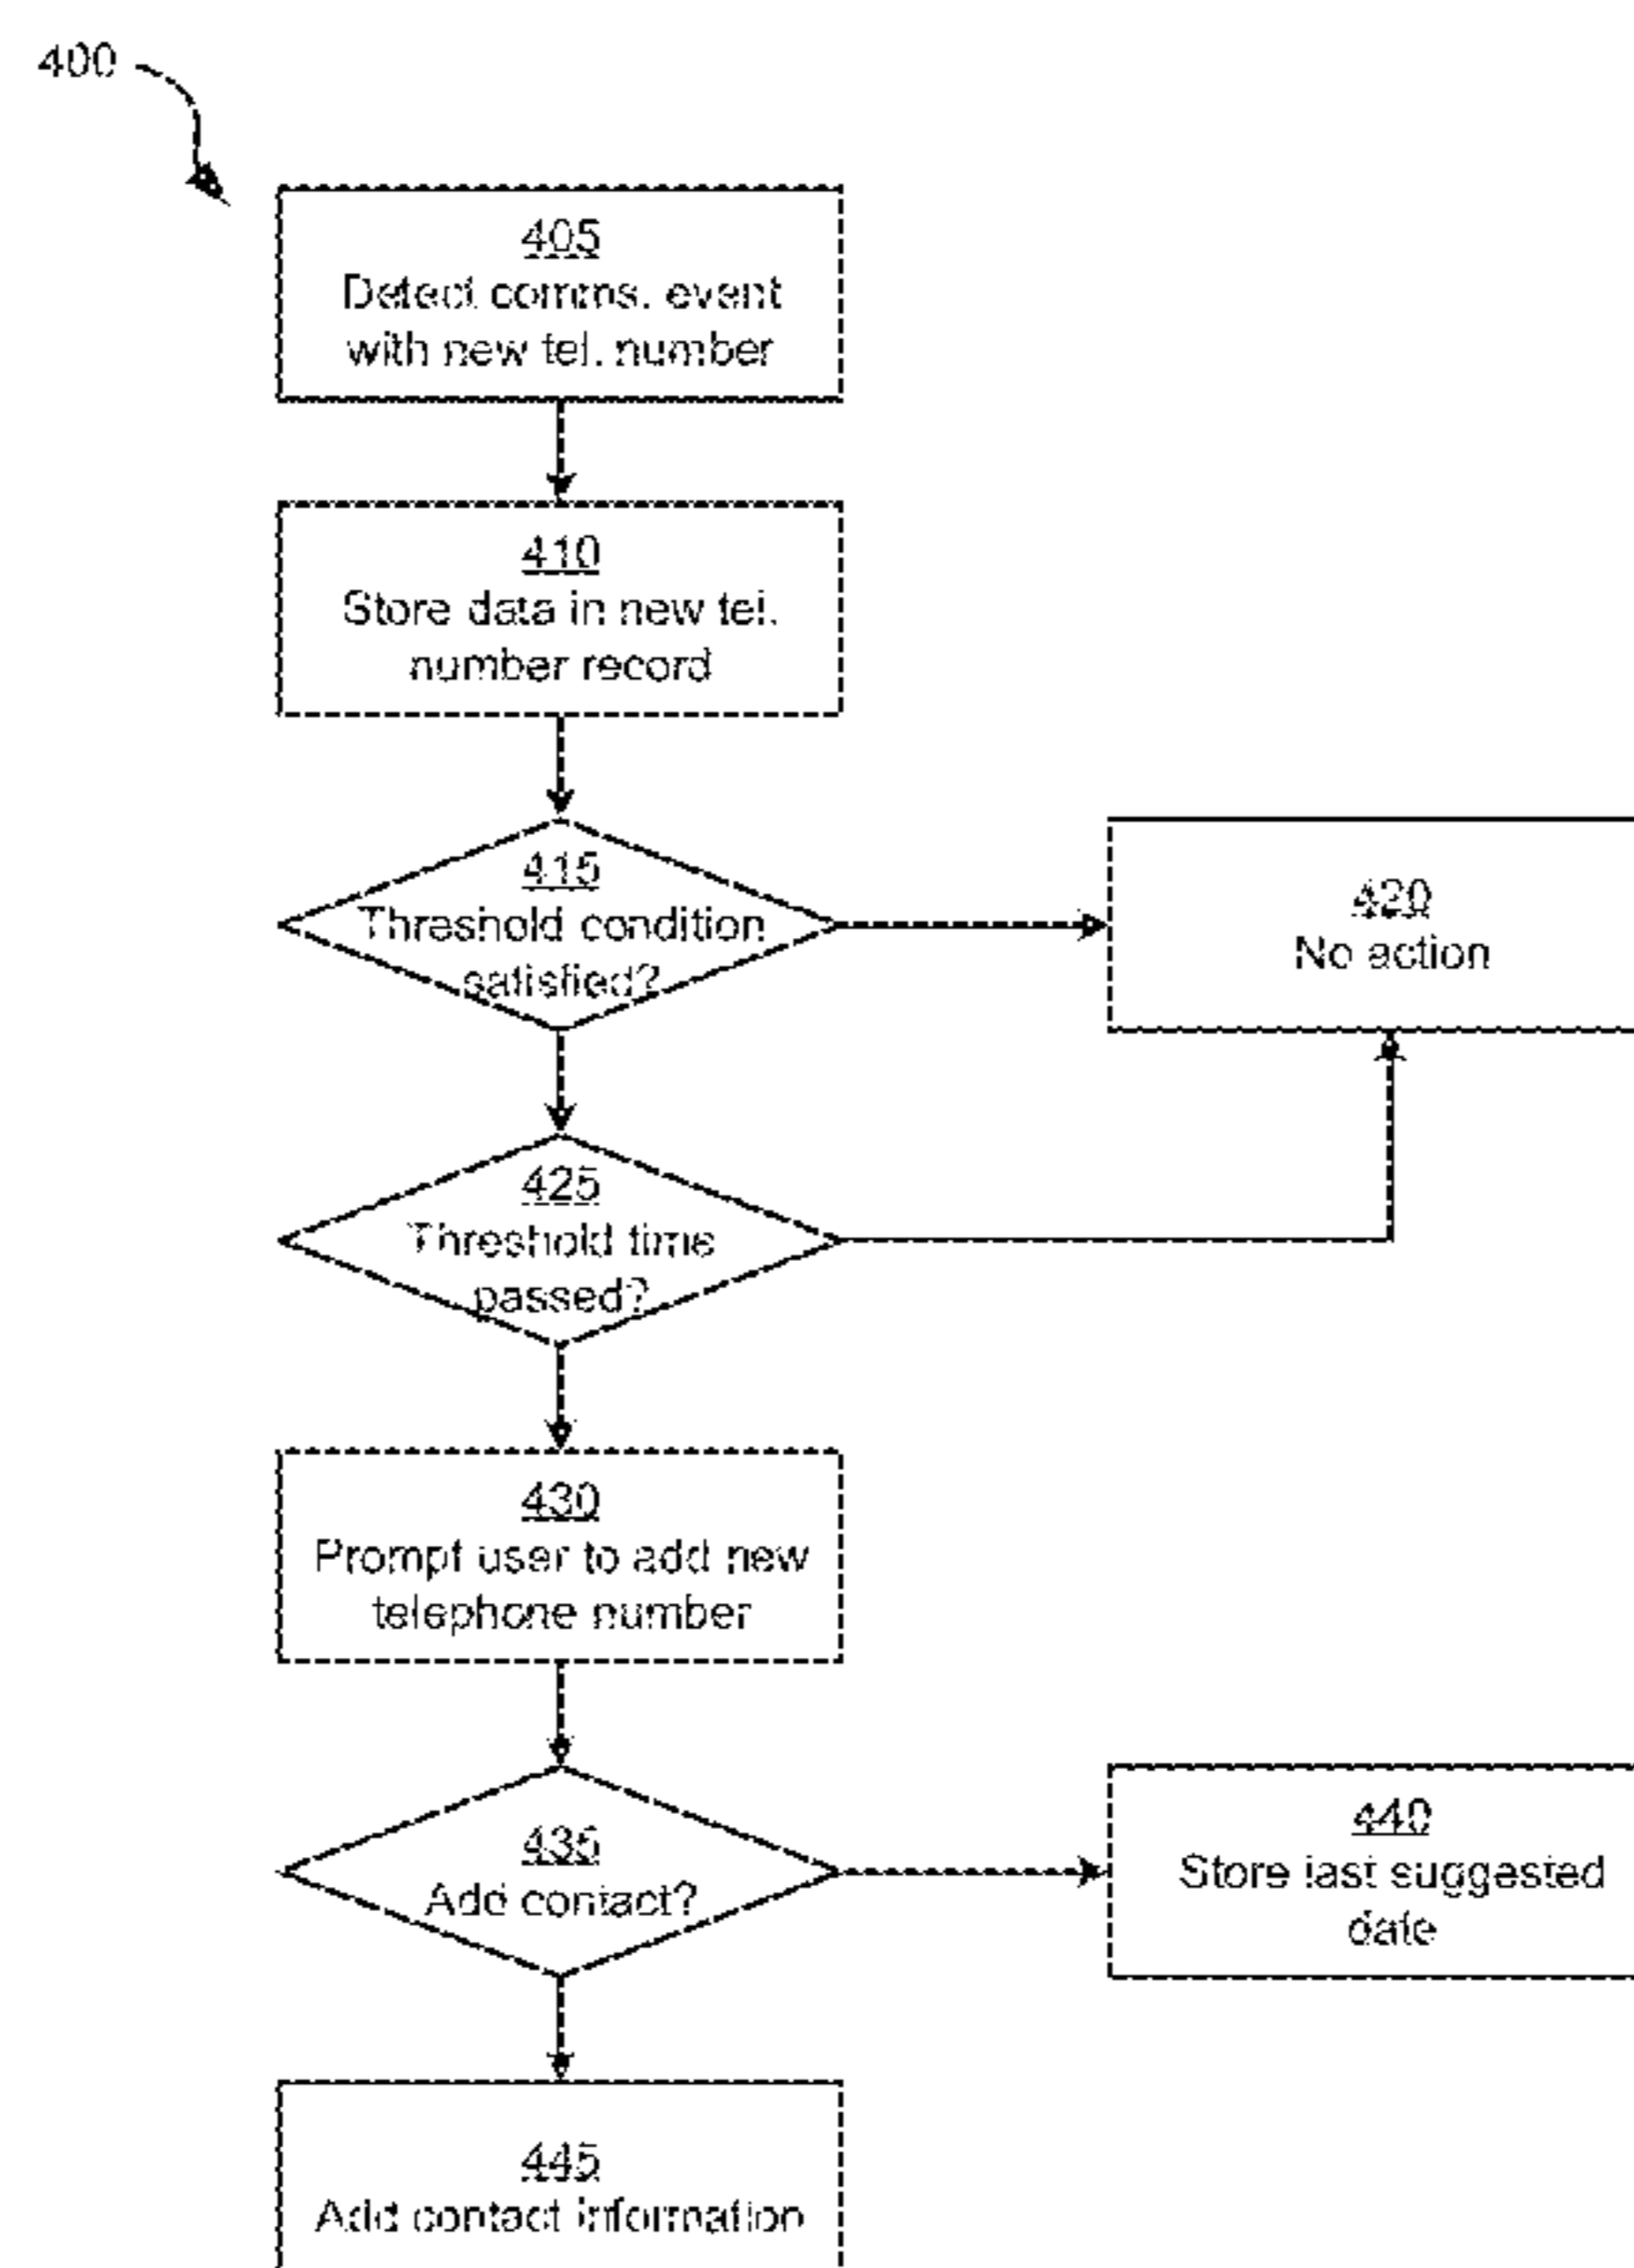 400
405
Detect comms. event
with new tel. number
410
Store data in new tel.
number record
415
Threshold condition
satisfied?
420
No action
425
Threshold time
passed?
430
Prompt user to add new
telephone number
435
Add contact?
440
Store last suggested
date
445
Add contact information